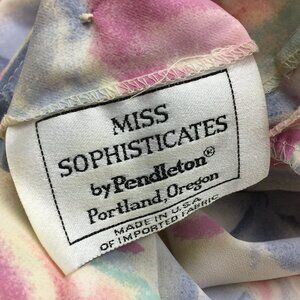 MISS
SOPHISTICATES
by Pendleton®
Portland, Oregon
MADE IN U.S.A.
OF IMPORTED FABRIC